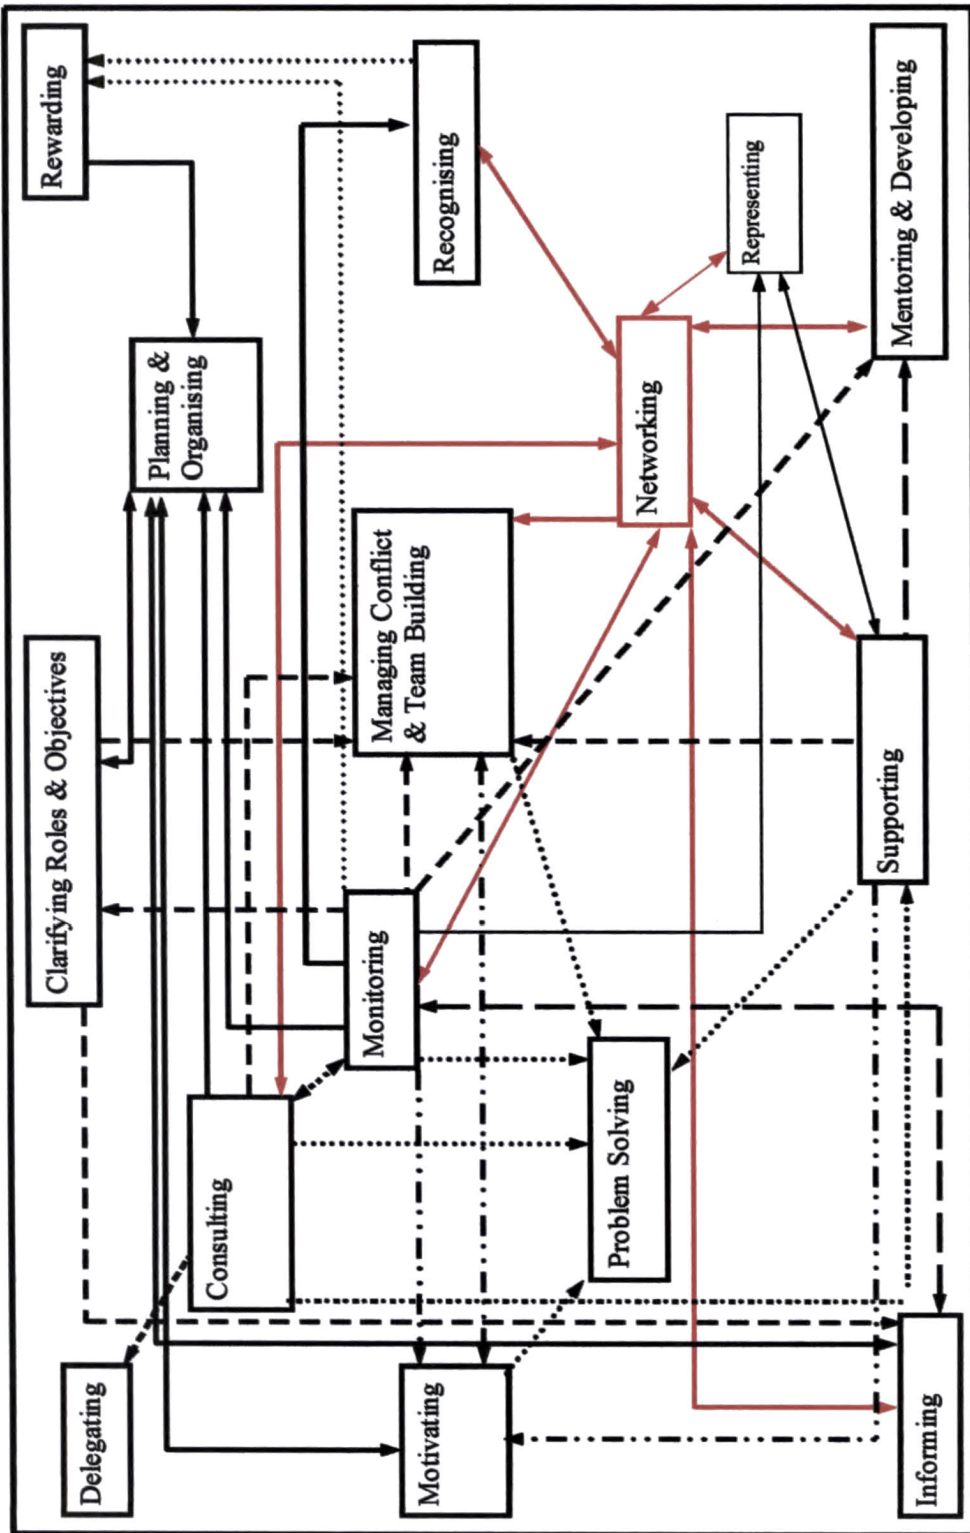 Delegating
Clarifying Roles & Objectives
Rewarding
Consulting
Planning &
Organising
Monitoring
Managing Conflict
& Team Building
Motivating
Recognising
Problem Solving
Networking
Representing
Informing
Supporting
Mentoring & Developing